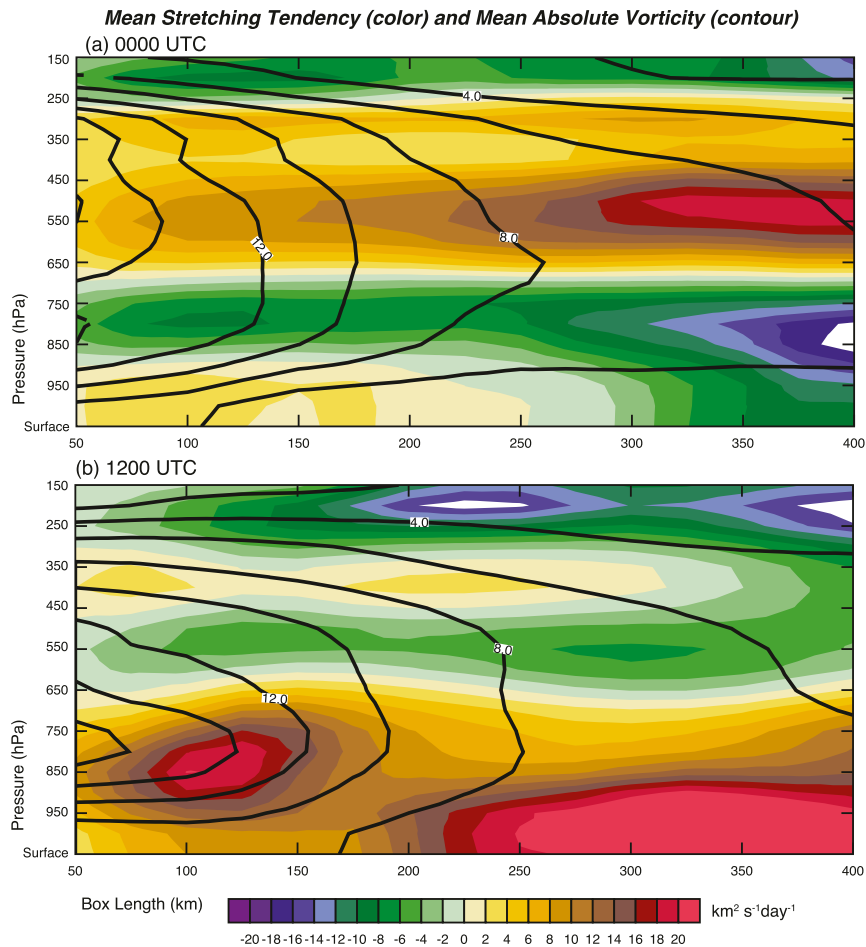 Mean Stretching Tendency (color) and Mean Absolute Vorticity (contour)
(a) 0000 UTC
150
250
350
450
550
650
750
850
950
Surface
Pressure (hPa)
4.0
12.0
8.0
50 100 150 200 250 300 350 400
(b) 1200 UTC
150
250
350
450
550
650
750
850
950
Surface
Pressure (hPa)
4.0
8.0
12.0
50 100 150 200 250 300 350 400
Box Length (km)
km² s⁻¹day⁻¹
-20 -18 -16 -14 -12 -10 -8 -6 -4 -2 0 2 4 6 8 10 12 14 16 18 20